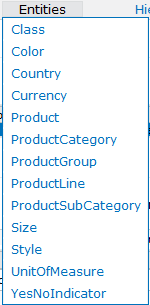 Entities
Hie
Class
Color
Country
Currency
Product
ProductCategory
ProductGroup
ProductLine
ProductSubCategory
Size
Style
UnitOfMeasure
YesNoIndicator